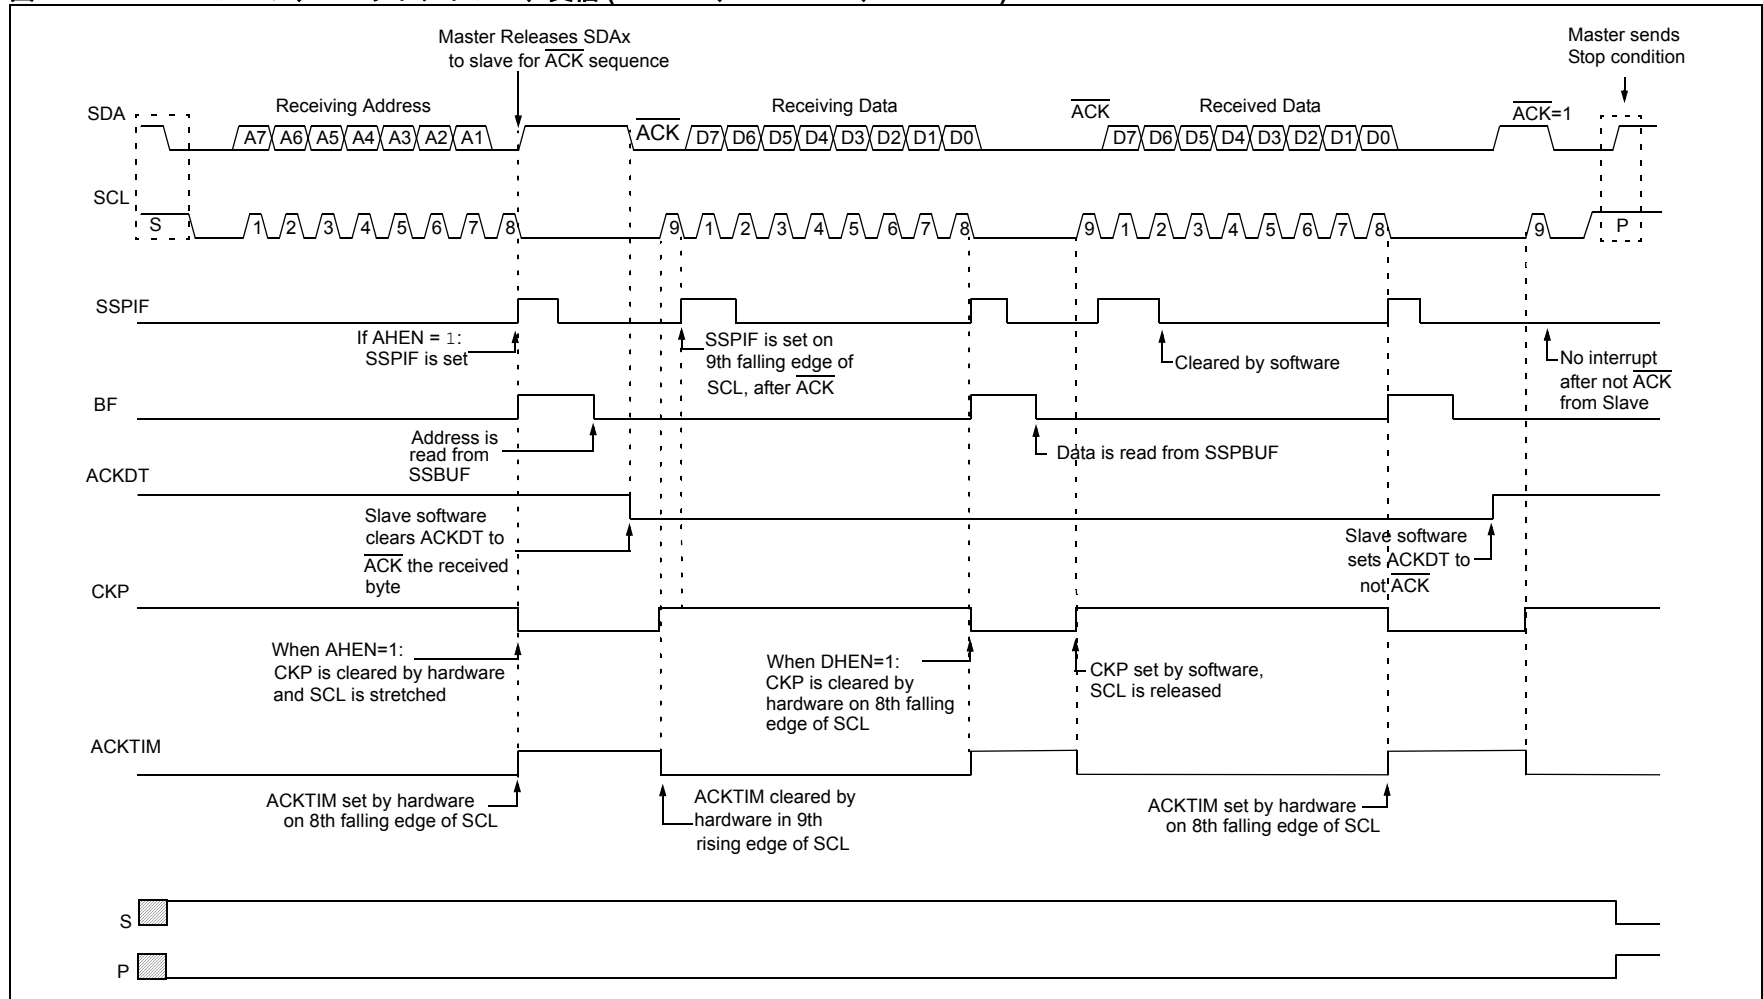 Master Releases SDAx
to slave for ACK sequence
Master sends
Stop condition
SDA
Receiving Address
Receiving Data
ACK
Received Data
ACK=1
A7 A6 A5 A4 A3 A2 A1
ACK
D7 D6 D5 D4 D3 D2 D1 D0
D7 D6 D5 D4 D3 D2 D1 D0
SCL
S
1 2 3 4 5 6 7 8
9 1 2 3 4 5 6 7 8
9 1 2 3 4 5 6 7 8
9
P
SSPIF
If AHEN = 1:
SSPIF is set
SSPIF is set on
9th falling edge of
SCL, after ACK
Cleared by software
No interrupt
after not ACK
from Slave
BF
Address is
read from
SSBUF
Data is read from SSPBUF
ACKDT
Slave software
clears ACKDT to
ACK the received
byte
Slave software
sets ACKDT to
not ACK
CKP
When AHEN=1:
CKP is cleared by hardware
and SCL is stretched
When DHEN=1:
CKP is cleared by
hardware on 8th falling
edge of SCL
CKP set by software,
SCL is released
ACKTIM
ACKTIM set by hardware
on 8th falling edge of SCL
ACKTIM cleared by
hardware in 9th
rising edge of SCL
ACKTIM set by hardware
on 8th falling edge of SCL
S
P